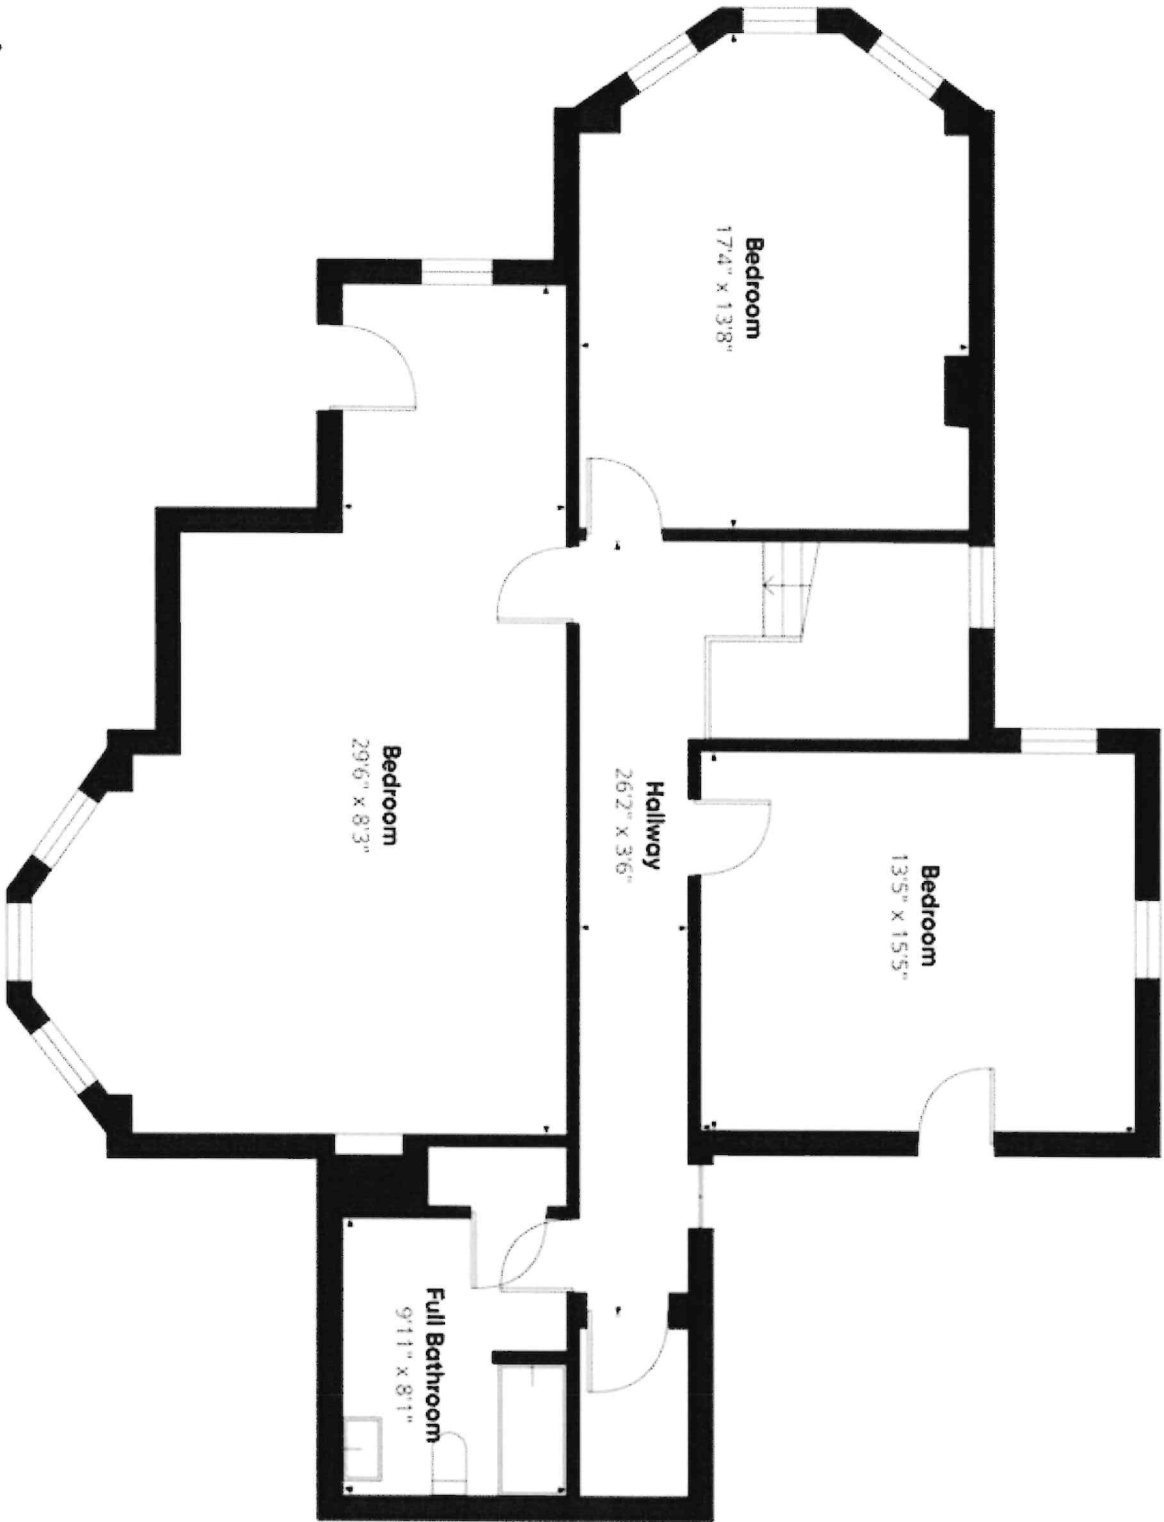 Bedroom
17'4" x 13'8"
Bedroom
13'5" x 15'5"
Hallway
26'2" x 3'6"
Bedroom
29'6" x 8'3"
Full Bathroom
9'11" x 8'1"